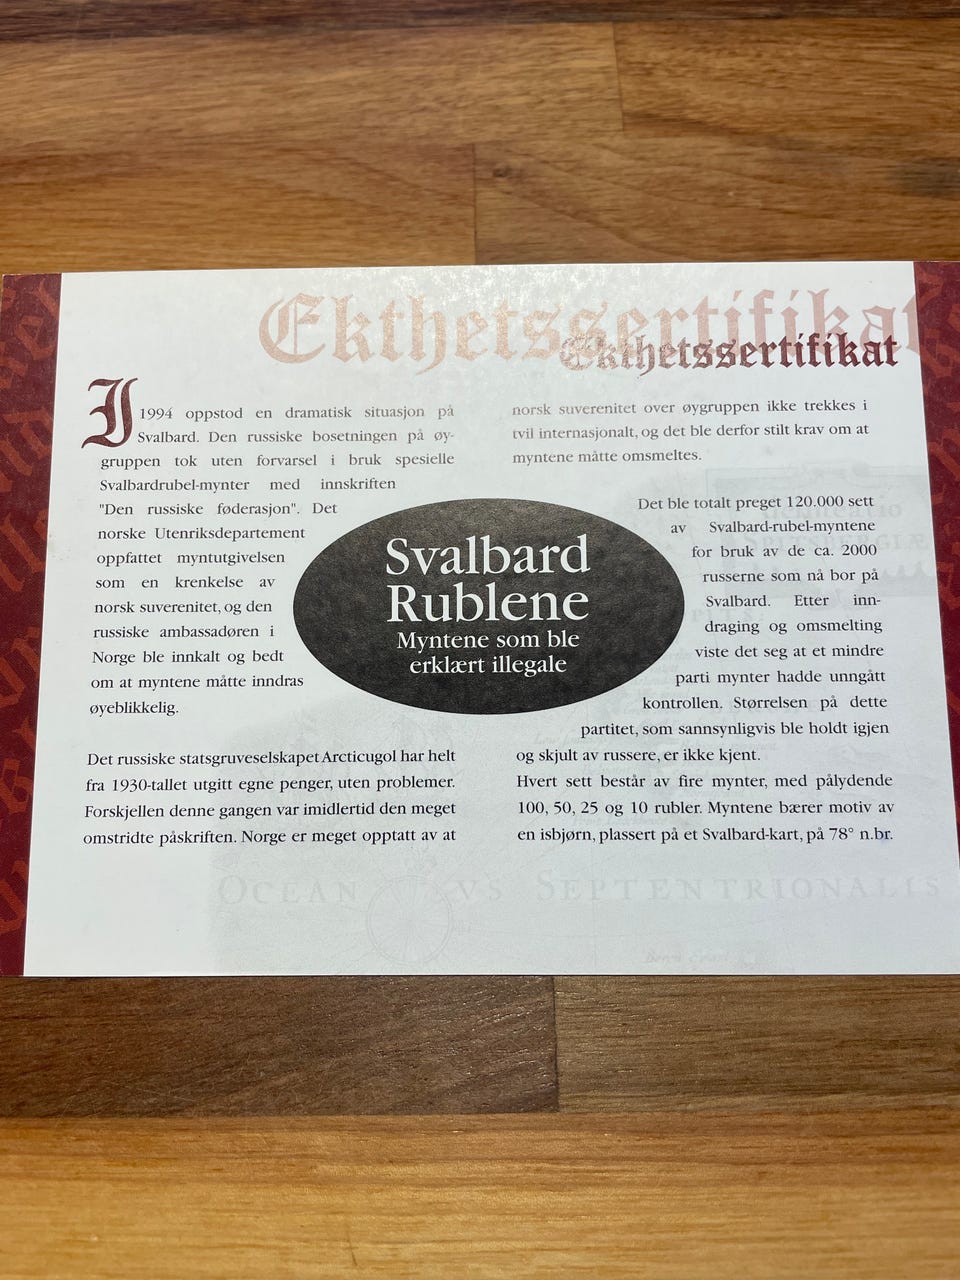 Ekthetssertifikat
Ekthetssertifikat
I 1994 oppstod en dramatisk situasjon på
Svalbard. Den russiske bosetningen på øy-
gruppen tok uten forvarsel i bruk spesielle
Svalbardrubel-mynter med innskriften
"Den russiske føderasjon". Det
norske Utenriksdepartement
oppfattet myntutgivelsen
som en krenkelse av
norsk suverenitet, og den
russiske ambassadøren i
Norge ble innkalt og bedt
om at myntene måtte inndras
øyeblikkelig.
Det russiske statsgruveselskapet Arcticugol har helt
fra 1930-tallet utgitt egne penger, uten problemer.
Forskjellen denne gangen var imidlertid den meget
omstridte påskriften. Norge er meget opptatt av at
Svalbard
Rublene
Myntene som ble
erklært illegale
norsk suverenitet over øygruppen ikke trekkes i
tvil internasjonalt, og det ble derfor stilt krav om at
myntene måtte omsmeltes.
Det ble totalt preget 120.000 sett
av Svalbard-rubel-myntene
for bruk av de ca. 2000
russerne som nå bor på
Svalbard. Etter inn-
draging og omsmelting
viste det seg at et mindre
parti mynter hadde unngått
kontrollen. Størrelsen på dette
partitet, som sannsynligvis ble holdt igjen
og skjult av russere, er ikke kjent.
Hvert sett består av fire mynter, med pålydende
100, 50, 25 og 10 rubler. Myntene bærer motiv av
en isbjørn, plassert på et Svalbard-kart, på 78° n.br.
OCEAN VS SEPTENTRIONALIS